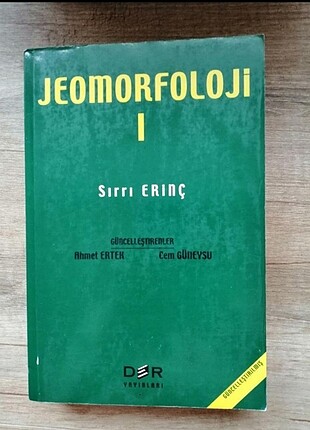 JEOMORFOLOJİ
I
Sırrı ERİNÇ
GÜNCELLEŞTİRENLER
Ahmet ERTEK Cem GÜNEYSU
DER
YAYINLARI
GÜNCELLEŞTİRİLMİŞ